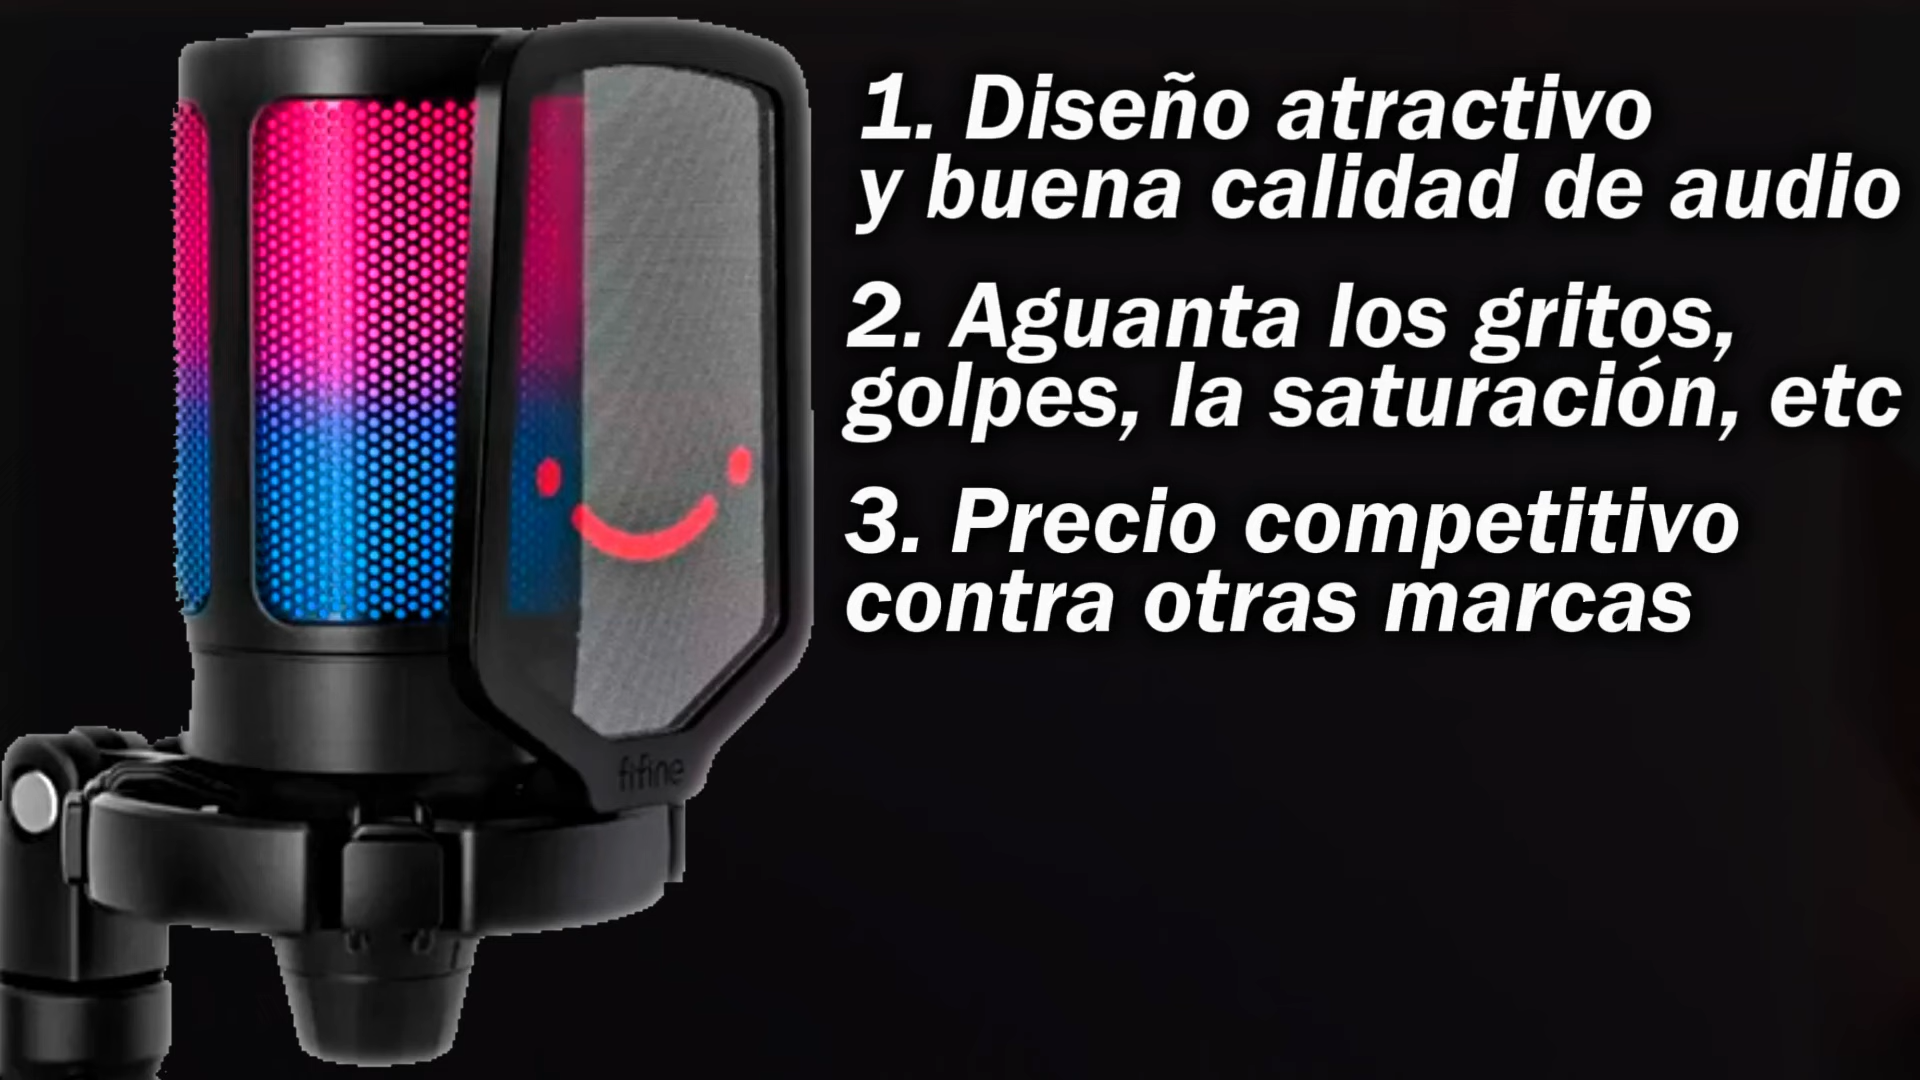 1. Diseño atractivo
y buena calidad de audio
2. Aguanta los gritos,
golpes, la saturación, etc
3. Precio competitivo
contra otras marcas
fifine